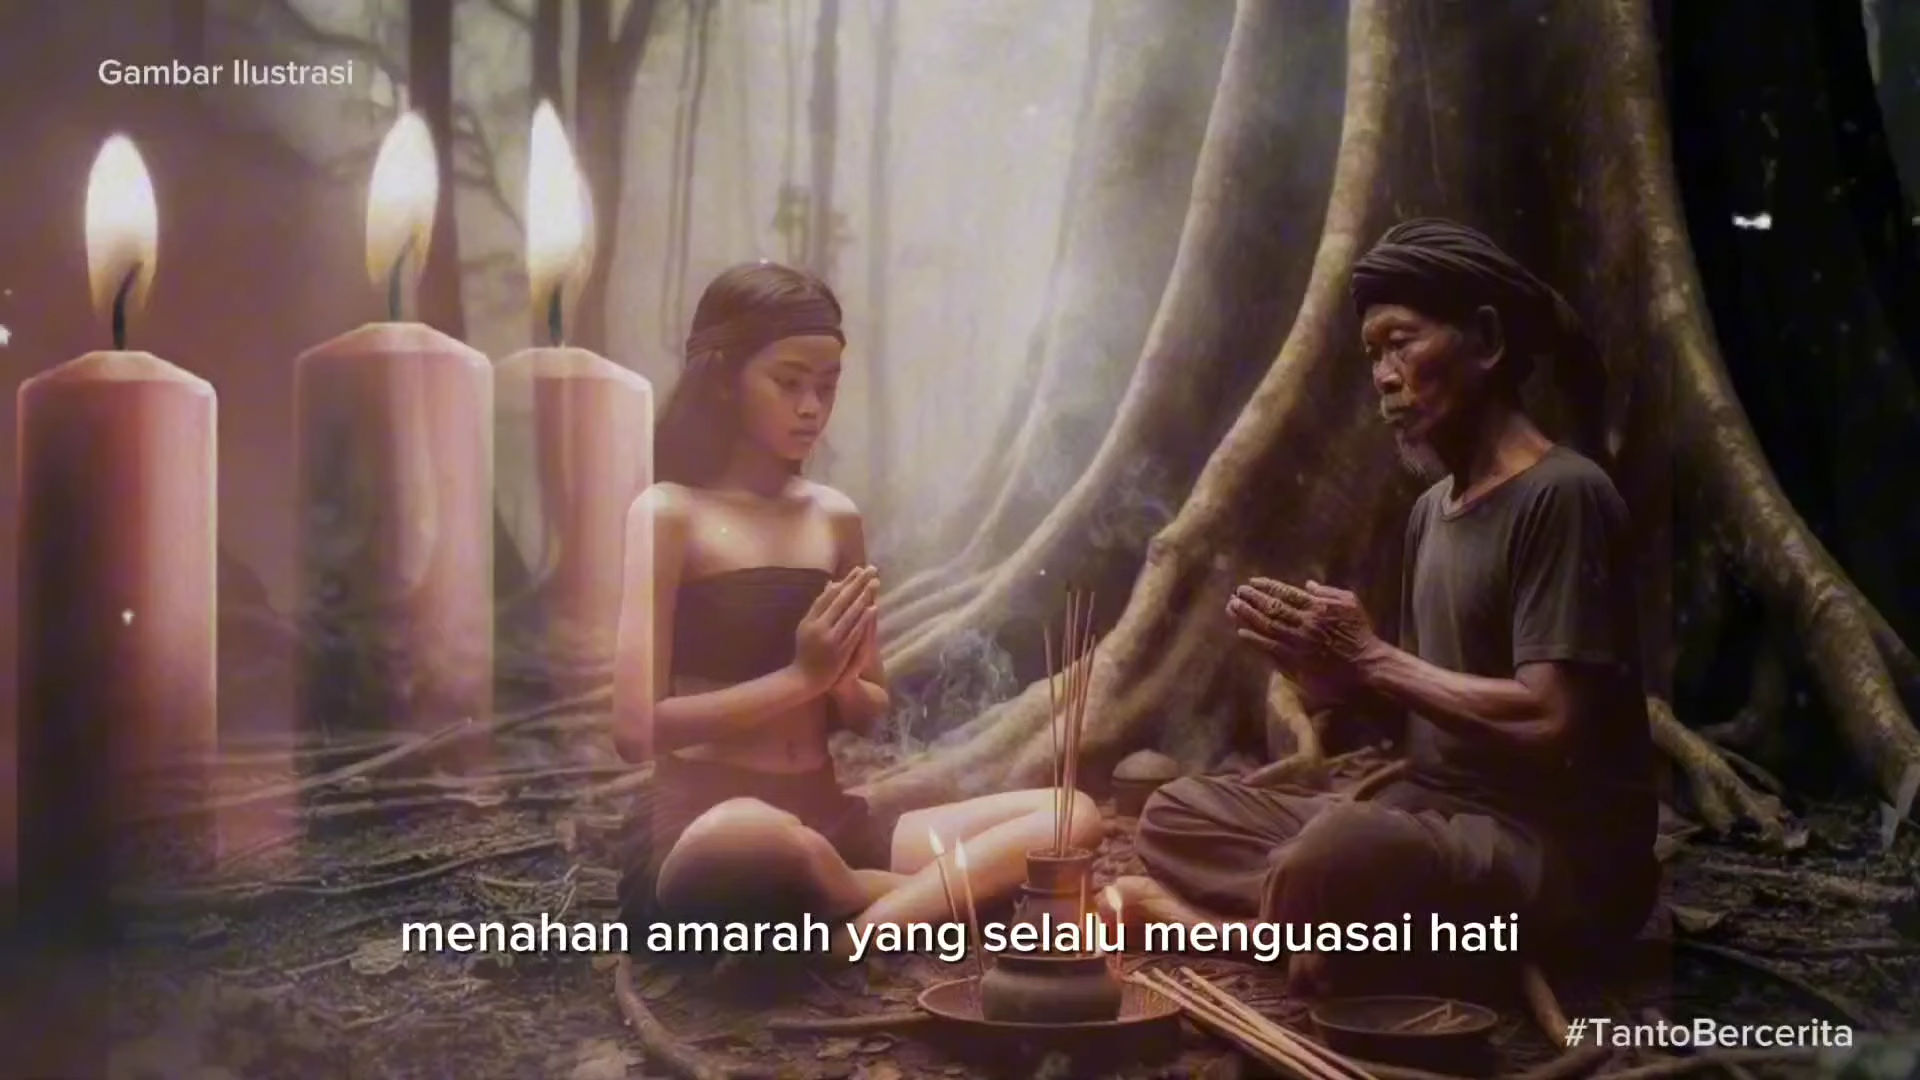 Gambar Ilustrasi
menahan amarah yang selalu menguasai hati
#TantoBercerita